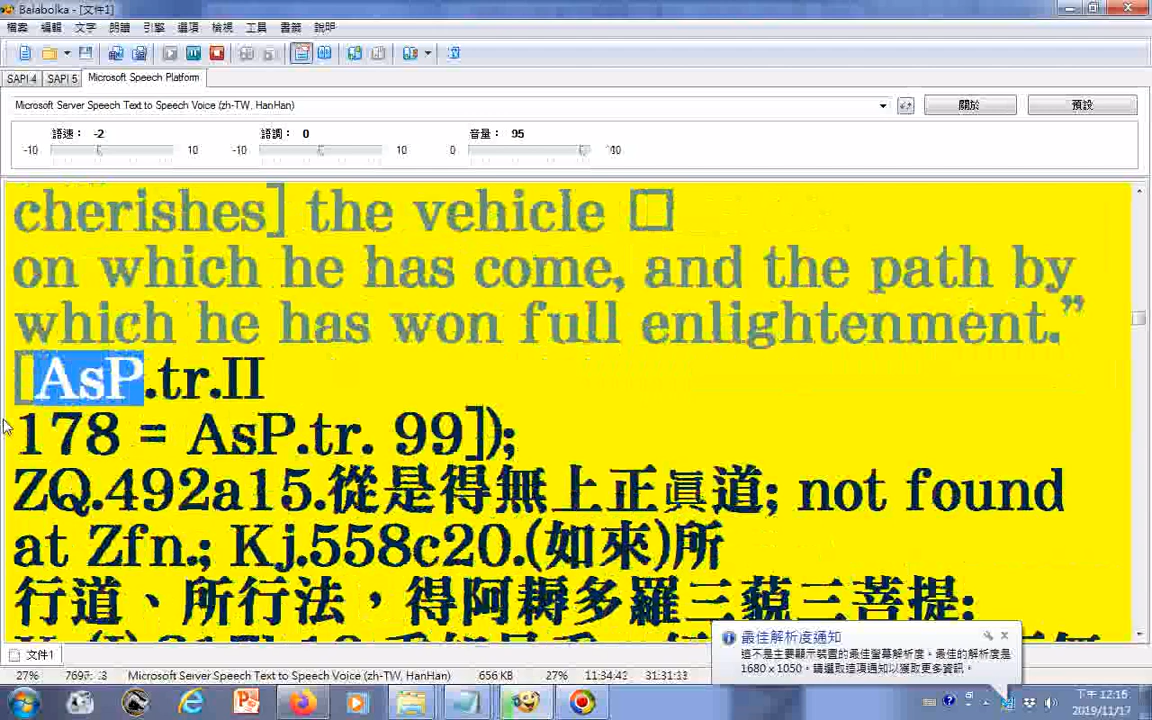 Balabolka - [文件1]
檔案 編輯 文字 朗讀 引擎 選項 檢視 工具 書籤 說明
SAPI 4 SAPI 5 Microsoft Speech Platform
Microsoft Server Speech Text to Speech Voice (zh-TW, HanHan) 關於 預設
語速： -2 語調： 0 音量： 95
-10 10 -10 10 0
cherishes] the vehicle □
on which he has come, and the path by
which he has won full enlightenment.”
[AsP.tr.II
178 = AsP.tr. 99]);
ZQ.492a15.從是得無上正眞道; not found
at Zfn.; Kj.558c20.(如來)所
行道、所行法，得阿耨多羅三藐三菩提:
最佳解析度通知
這不是主要顯示裝置的最佳螢幕解析度。最佳的解析度是
1680 x 1050。請選取這項通知以獲取更多資訊。
文件1
27% Microsoft Server Speech Text to Speech Voice (zh-TW, HanHan) 656 KB 27% 11:34:42 31:31:13
下午 12:15
2019/11/17